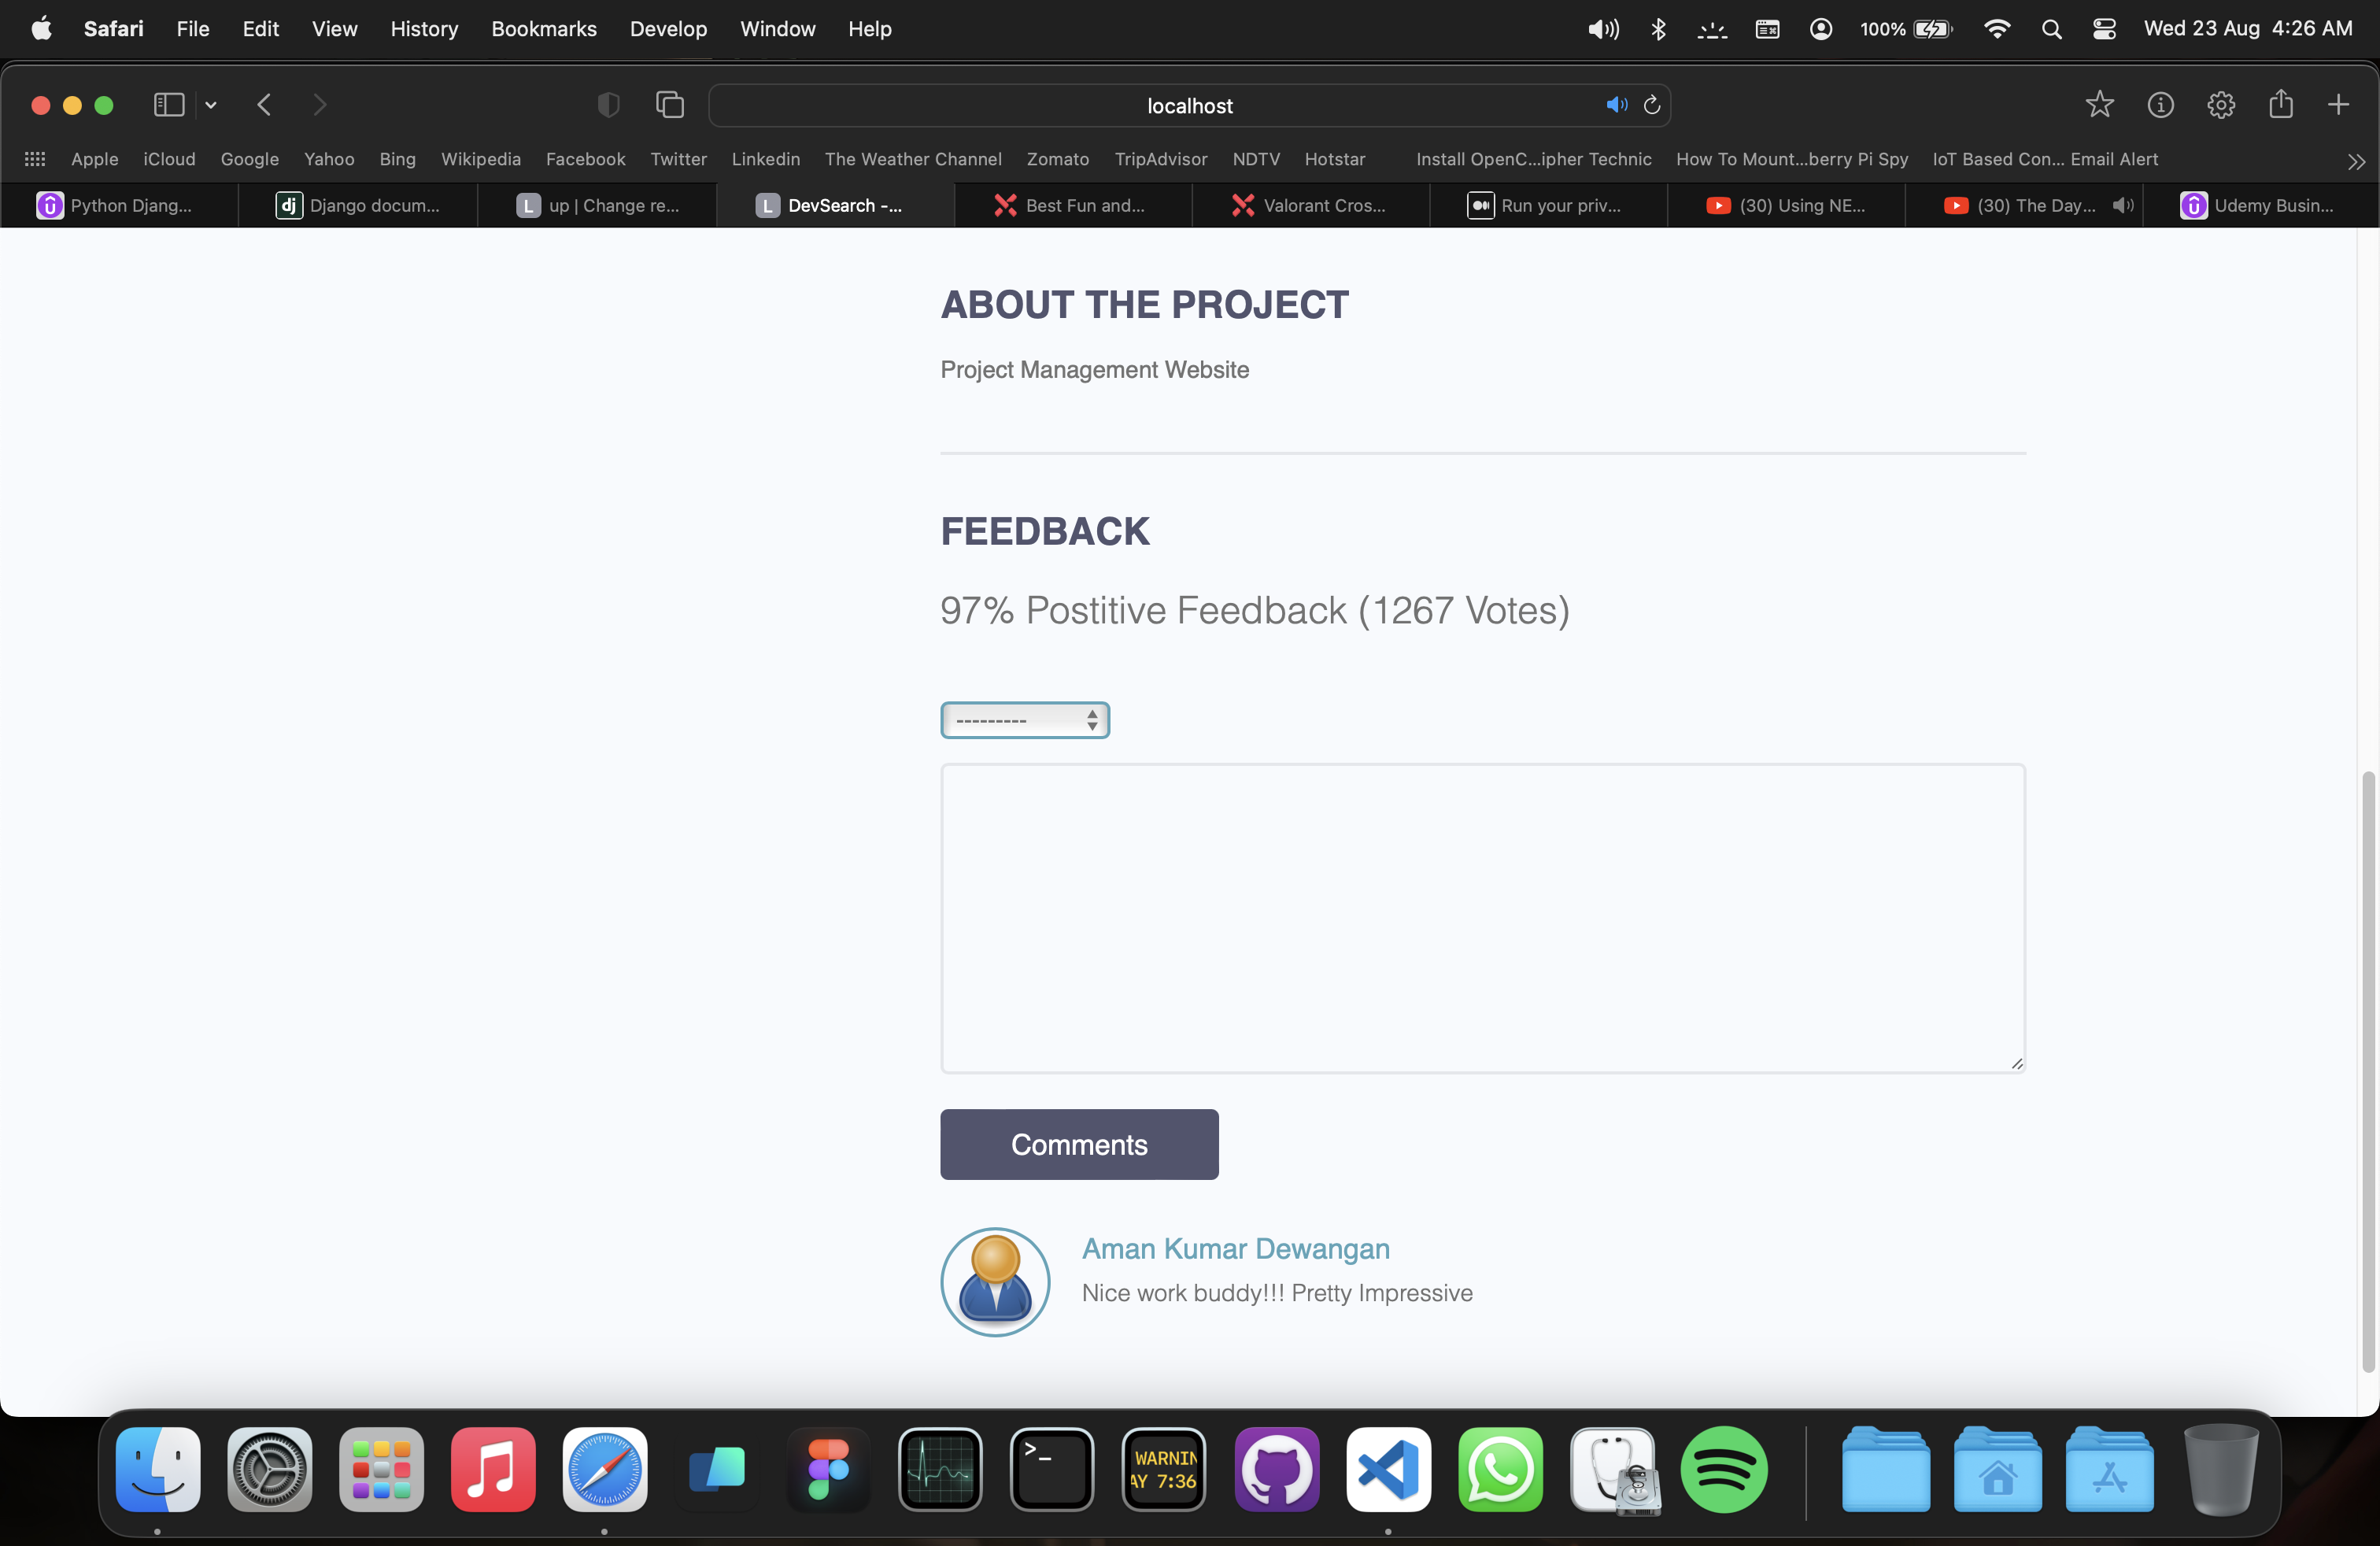 Safari File Edit View History Bookmarks Develop Window Help 100% Wed 23 Aug 4:26 AM
localhost
Apple iCloud Google Yahoo Bing Wikipedia Facebook Twitter Linkedin The Weather Channel Zomato TripAdvisor NDTV Hotstar Install OpenC...ipher Technic How To Mount...berry Pi Spy IoT Based Con... Email Alert
Python Djang... dj Django docum... L up | Change re... L DevSearch -... Best Fun and... Valorant Cros... Run your priv... (30) Using NE... (30) The Day... Udemy Busin...
ABOUT THE PROJECT
Project Management Website
FEEDBACK
97% Postitive Feedback (1267 Votes)
---------
Comments
Aman Kumar Dewangan
Nice work buddy!!! Pretty Impressive
>_
WARNIN
AY 7:36